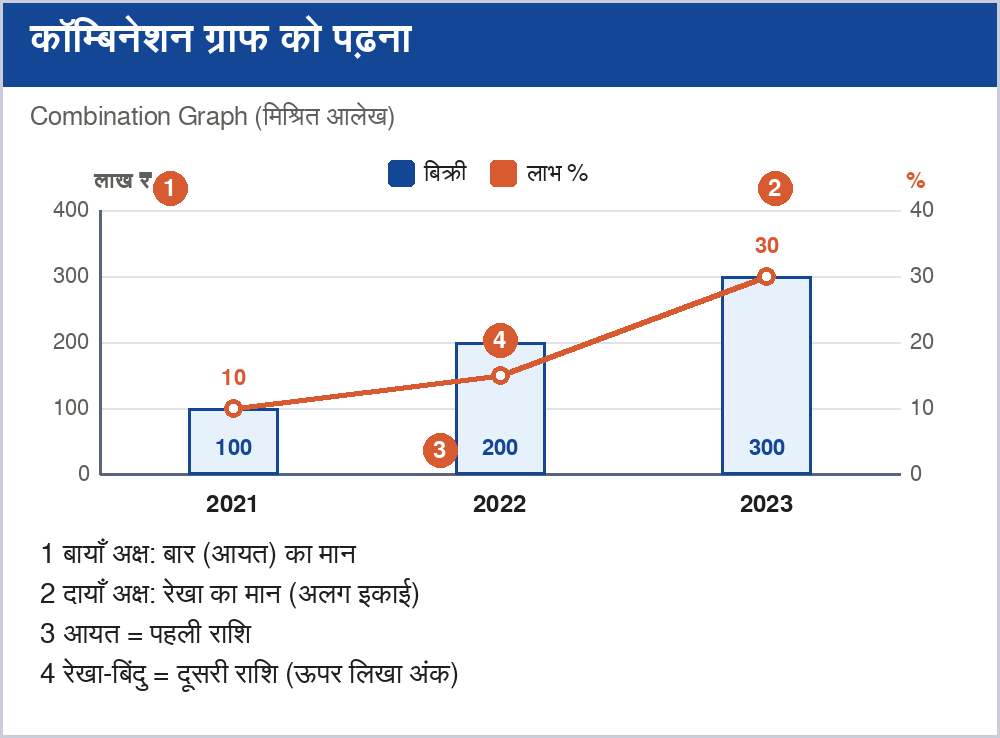 कॉम्बिनेशन ग्राफ को पढ़ना
Combination Graph (मिश्रित आलेख)
बिक्री लाभ %
लाख ₹ 1 2 %
400 40
30
300 30
4
200 20
10
100 10
100 3 200 300
0 0
2021 2022 2023
1 बायाँ अक्ष: बार (आयत) का मान
2 दायाँ अक्ष: रेखा का मान (अलग इकाई)
3 आयत = पहली राशि
4 रेखा-बिंदु = दूसरी राशि (ऊपर लिखा अंक)